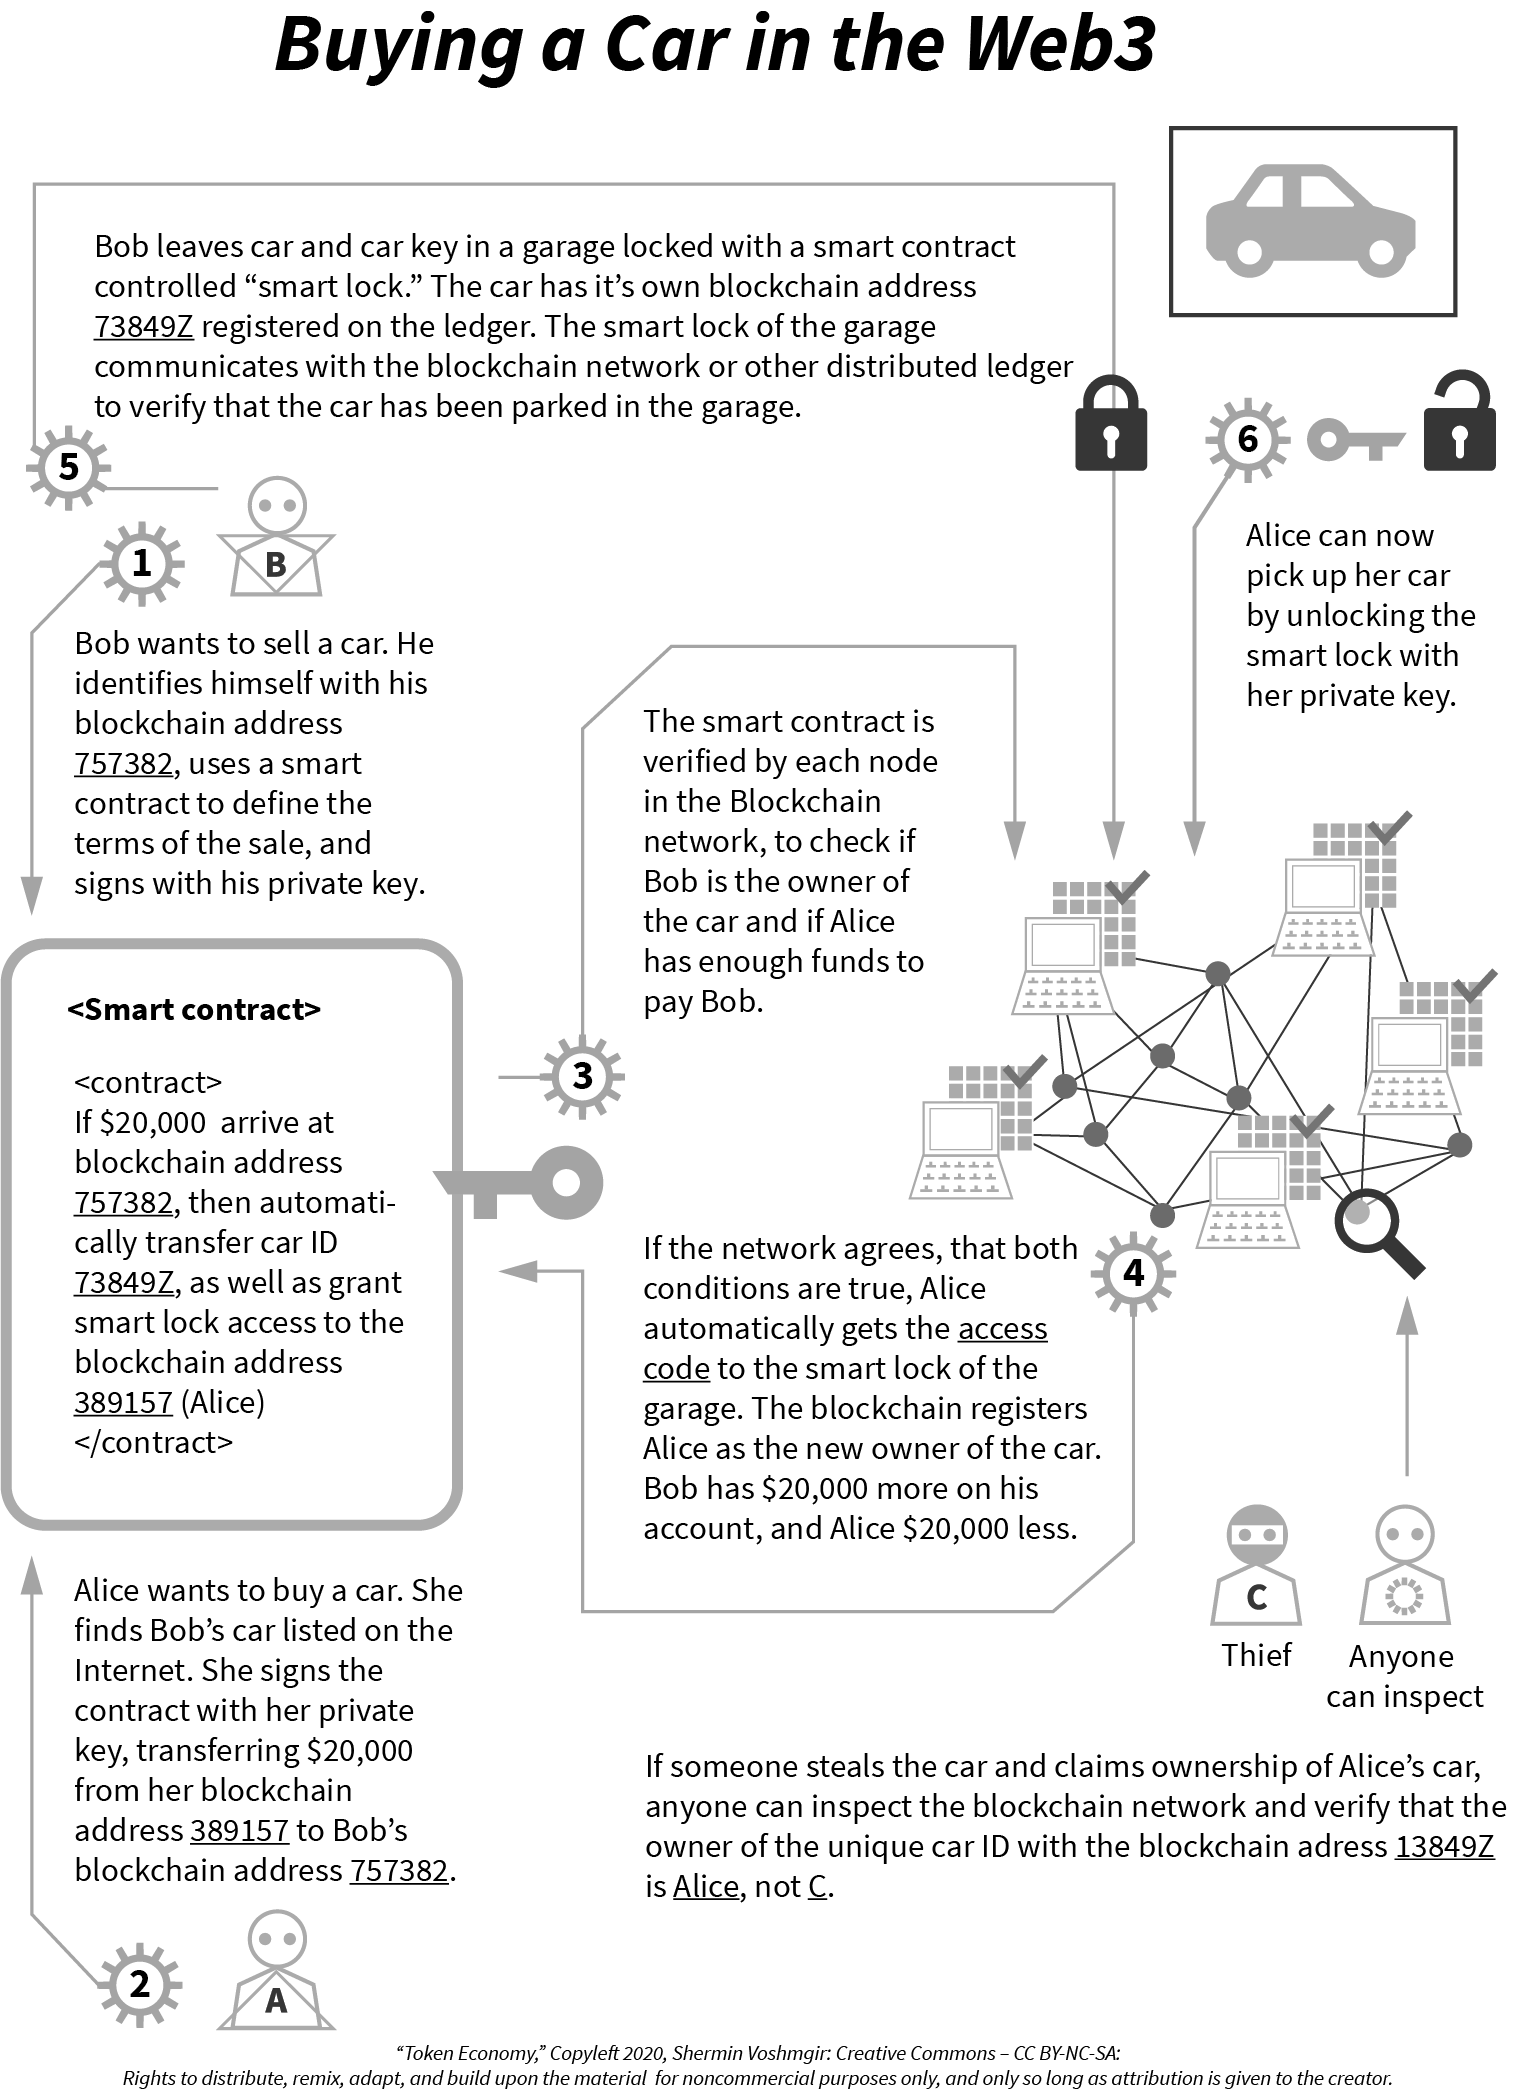 Buying a Car in the Web3
Bob leaves car and car key in a garage locked with a smart contract
controlled “smart lock.” The car has it’s own blockchain address
73849Z registered on the ledger. The smart lock of the garage
communicates with the blockchain network or other distributed ledger
to verify that the car has been parked in the garage.
5
6
Alice can now
pick up her car
by unlocking the
smart lock with
her private key.
1
B
Bob wants to sell a car. He
identifies himself with his
blockchain address
757382, uses a smart
contract to define the
terms of the sale, and
signs with his private key.
<Smart contract>
<contract>
If $20,000  arrive at
blockchain address
757382, then automati-
cally transfer car ID
73849Z, as well as grant
smart lock access to the
blockchain address
389157 (Alice)
</contract>
The smart contract is
verified by each node
in the Blockchain
network, to check if
Bob is the owner of
the car and if Alice
has enough funds to
pay Bob.
3
If the network agrees, that both
conditions are true, Alice
automatically gets the access
code to the smart lock of the
garage. The blockchain registers
Alice as the new owner of the car.
Bob has $20,000 more on his
account, and Alice $20,000 less.
4
Alice wants to buy a car. She
finds Bob’s car listed on the
Internet. She signs the
contract with her private
key, transferring $20,000
from her blockchain
address 389157 to Bob’s
blockchain address 757382.
2
A
C
Thief
Anyone
can inspect
If someone steals the car and claims ownership of Alice’s car,
anyone can inspect the blockchain network and verify that the
owner of the unique car ID with the blockchain adress 13849Z
is Alice, not C.
“Token Economy,” Copyleft 2020, Shermin Voshmgir: Creative Commons – CC BY-NC-SA:
Rights to distribute, remix, adapt, and build upon the material  for noncommercial purposes only, and only so long as attribution is given to the creator.